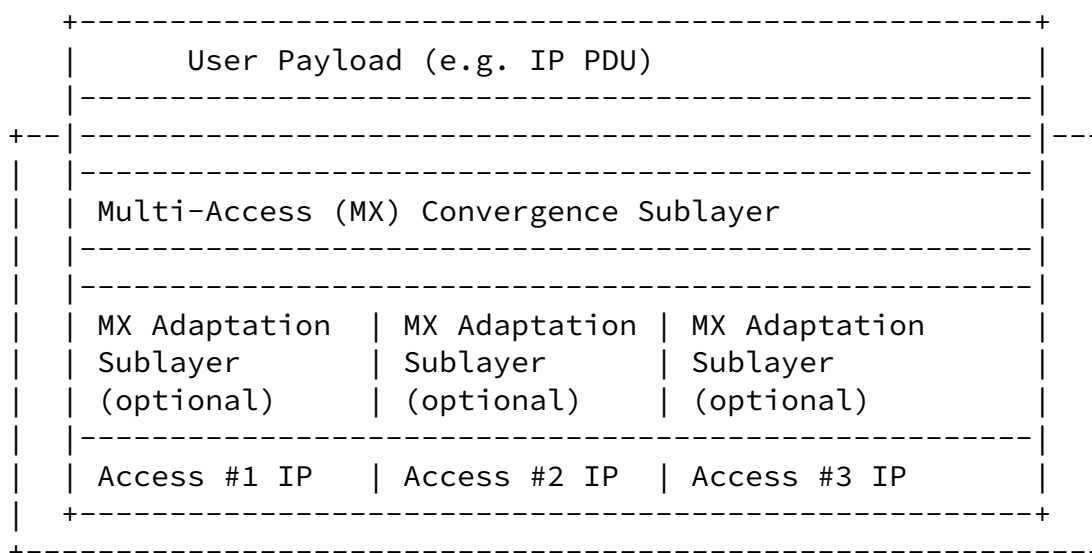 User Payload (e.g. IP PDU)
Multi-Access (MX) Convergence Sublayer
MX Adaptation | MX Adaptation | MX Adaptation
Sublayer | Sublayer | Sublayer
(optional) | (optional) | (optional)
Access #1 IP | Access #2 IP | Access #3 IP